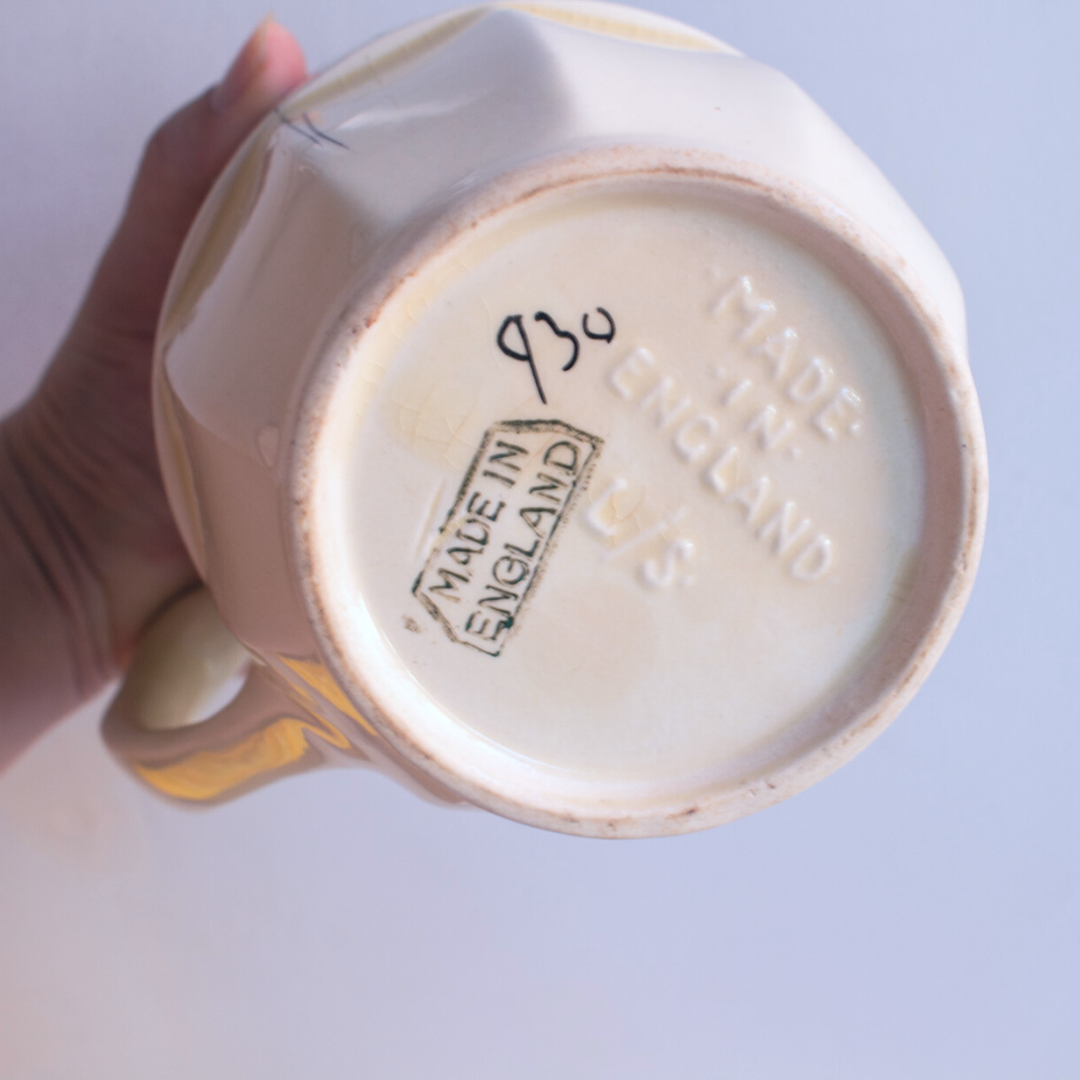 930
MADE IN
ENGLAND
MADE·
·IN·
ENGLAND
L/S.